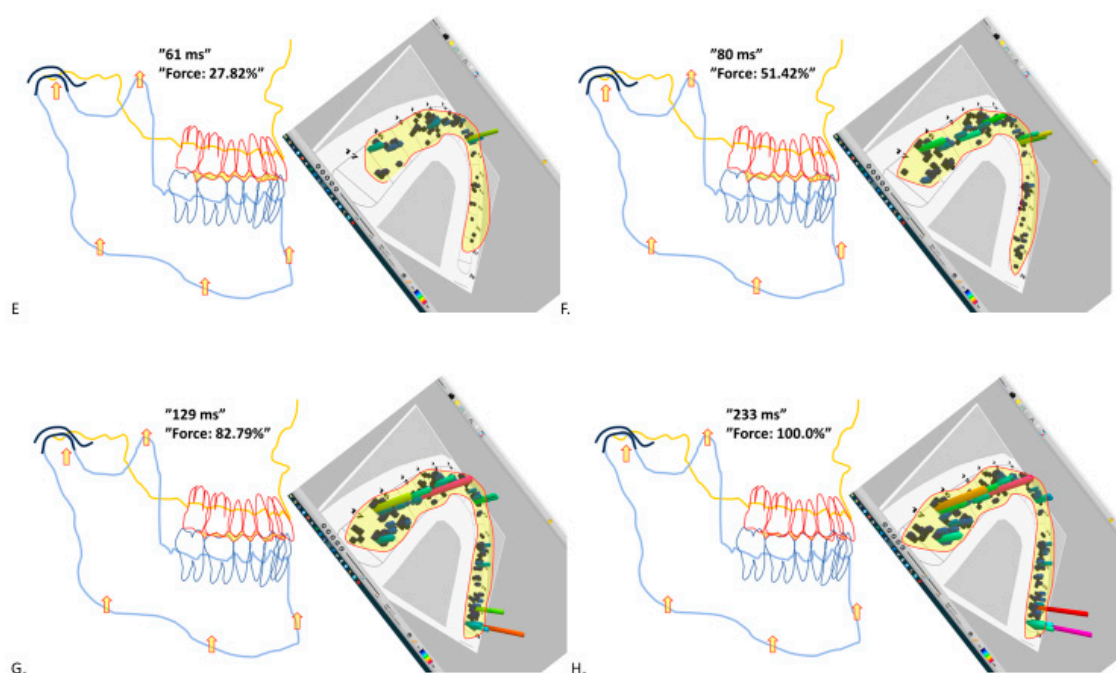 "61 ms"
"Force: 27.82%"
E
"80 ms"
"Force: 51.42%"
F.
"129 ms"
"Force: 82.79%"
G.
"233 ms"
"Force: 100.0%"
H.